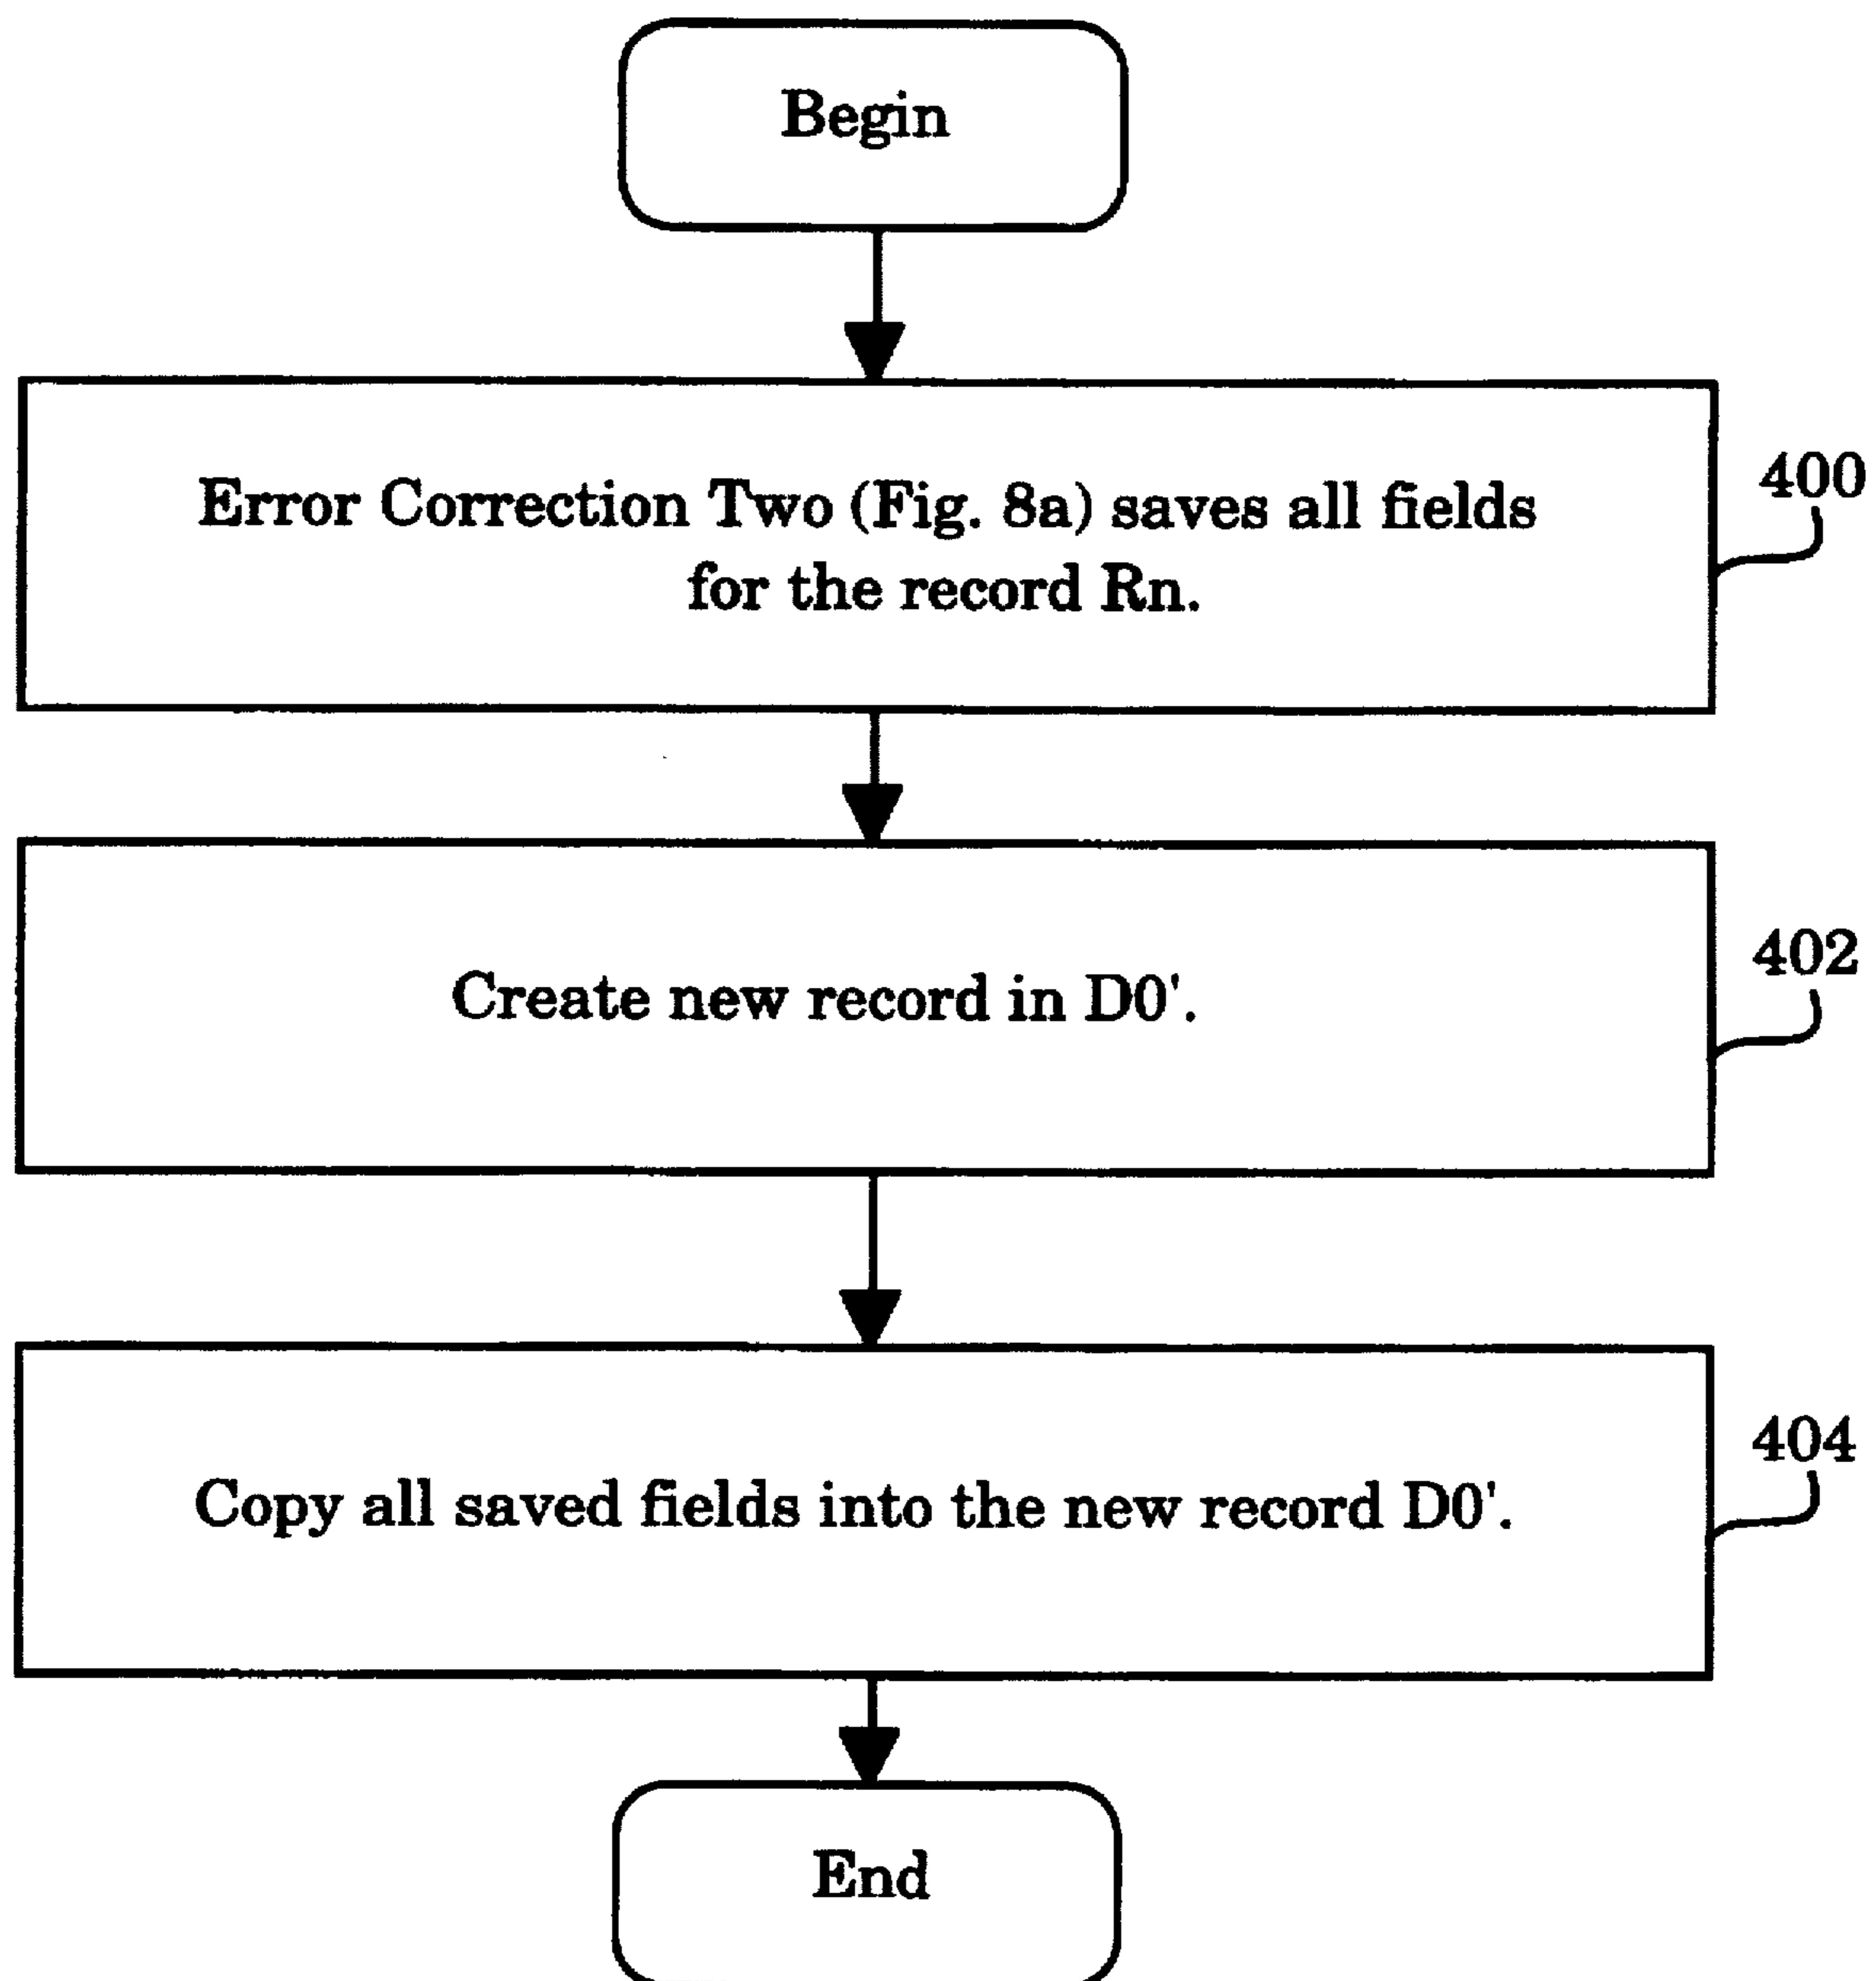 Begin
Error Correction Two (Fig. 8a) saves all fields
for the record Rn.
400
Create new record in D0'.
402
Copy all saved fields into the new record D0'.
404
End